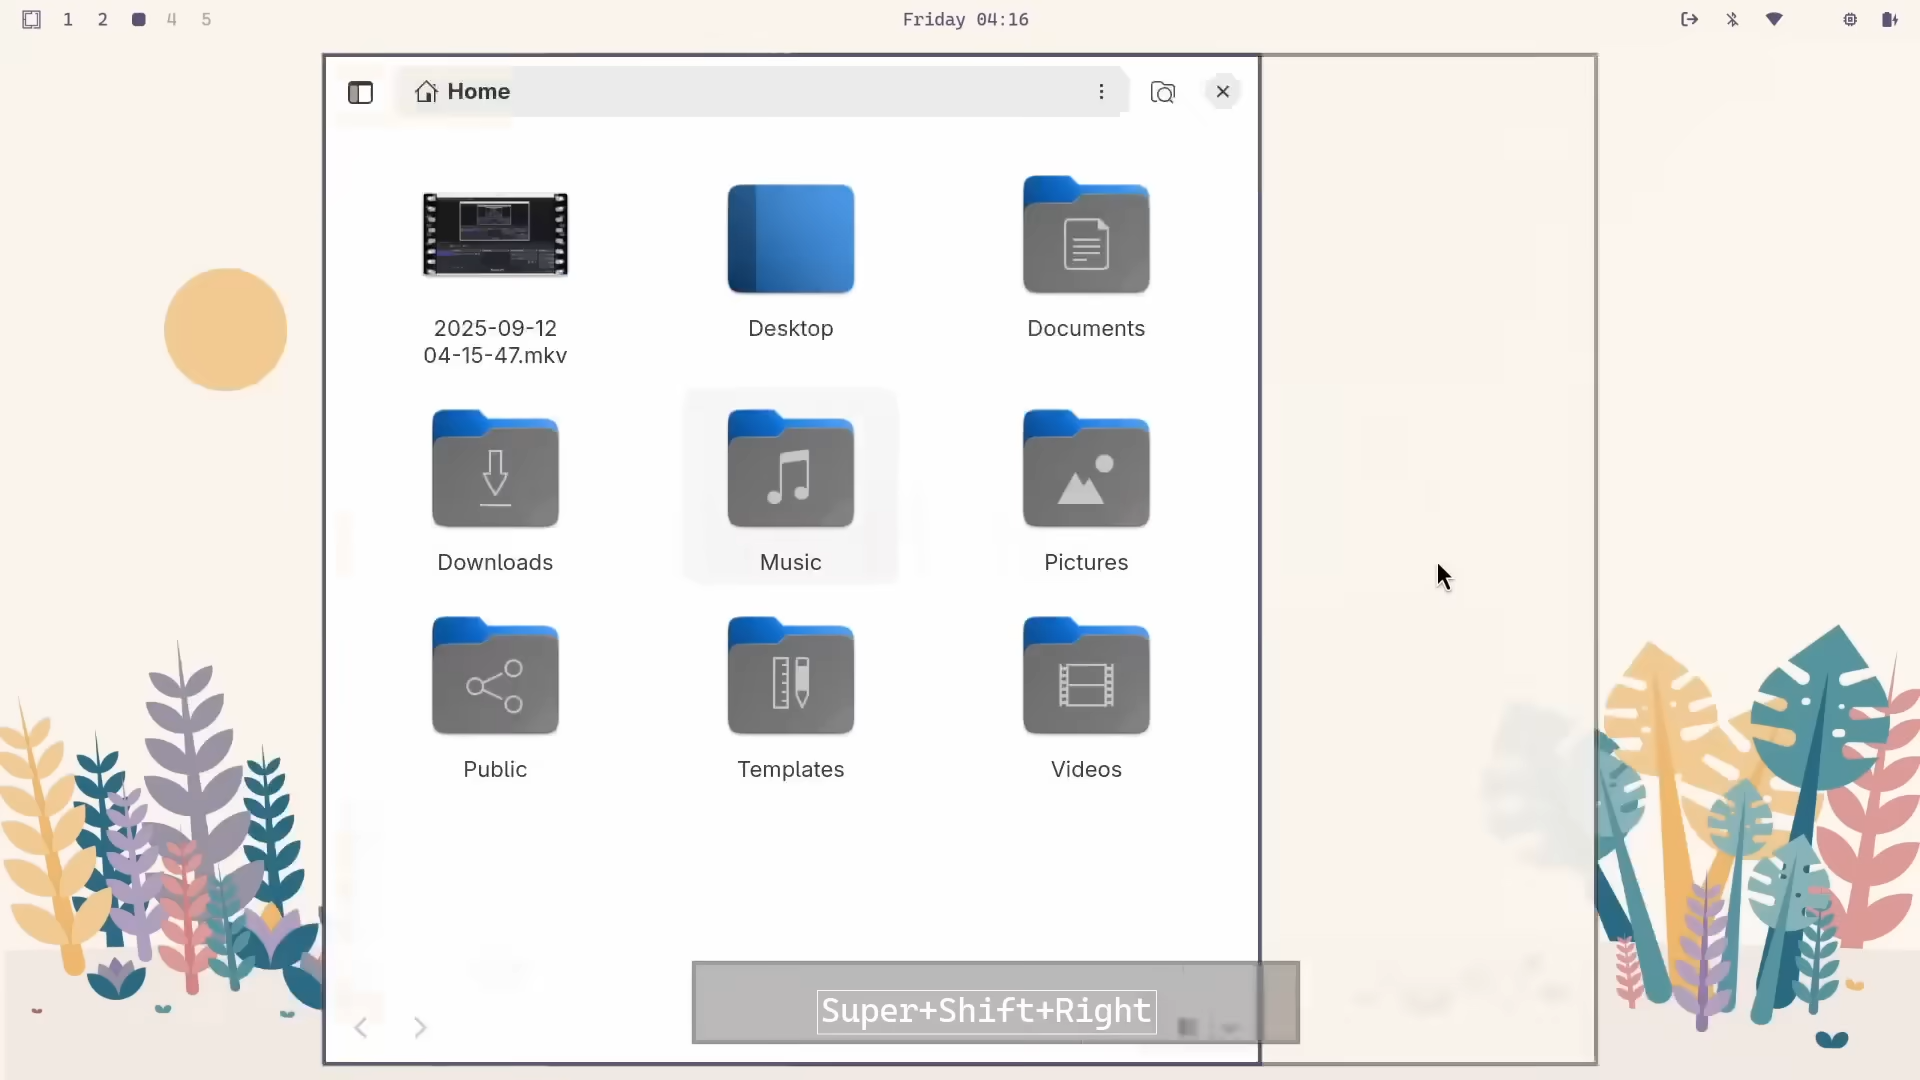 1 2 4 5
Friday 04:16
Home
2025-09-12
04-15-47.mkv
Desktop
Documents
Downloads
Music
Pictures
Public
Templates
Videos
Super+Shift+Right